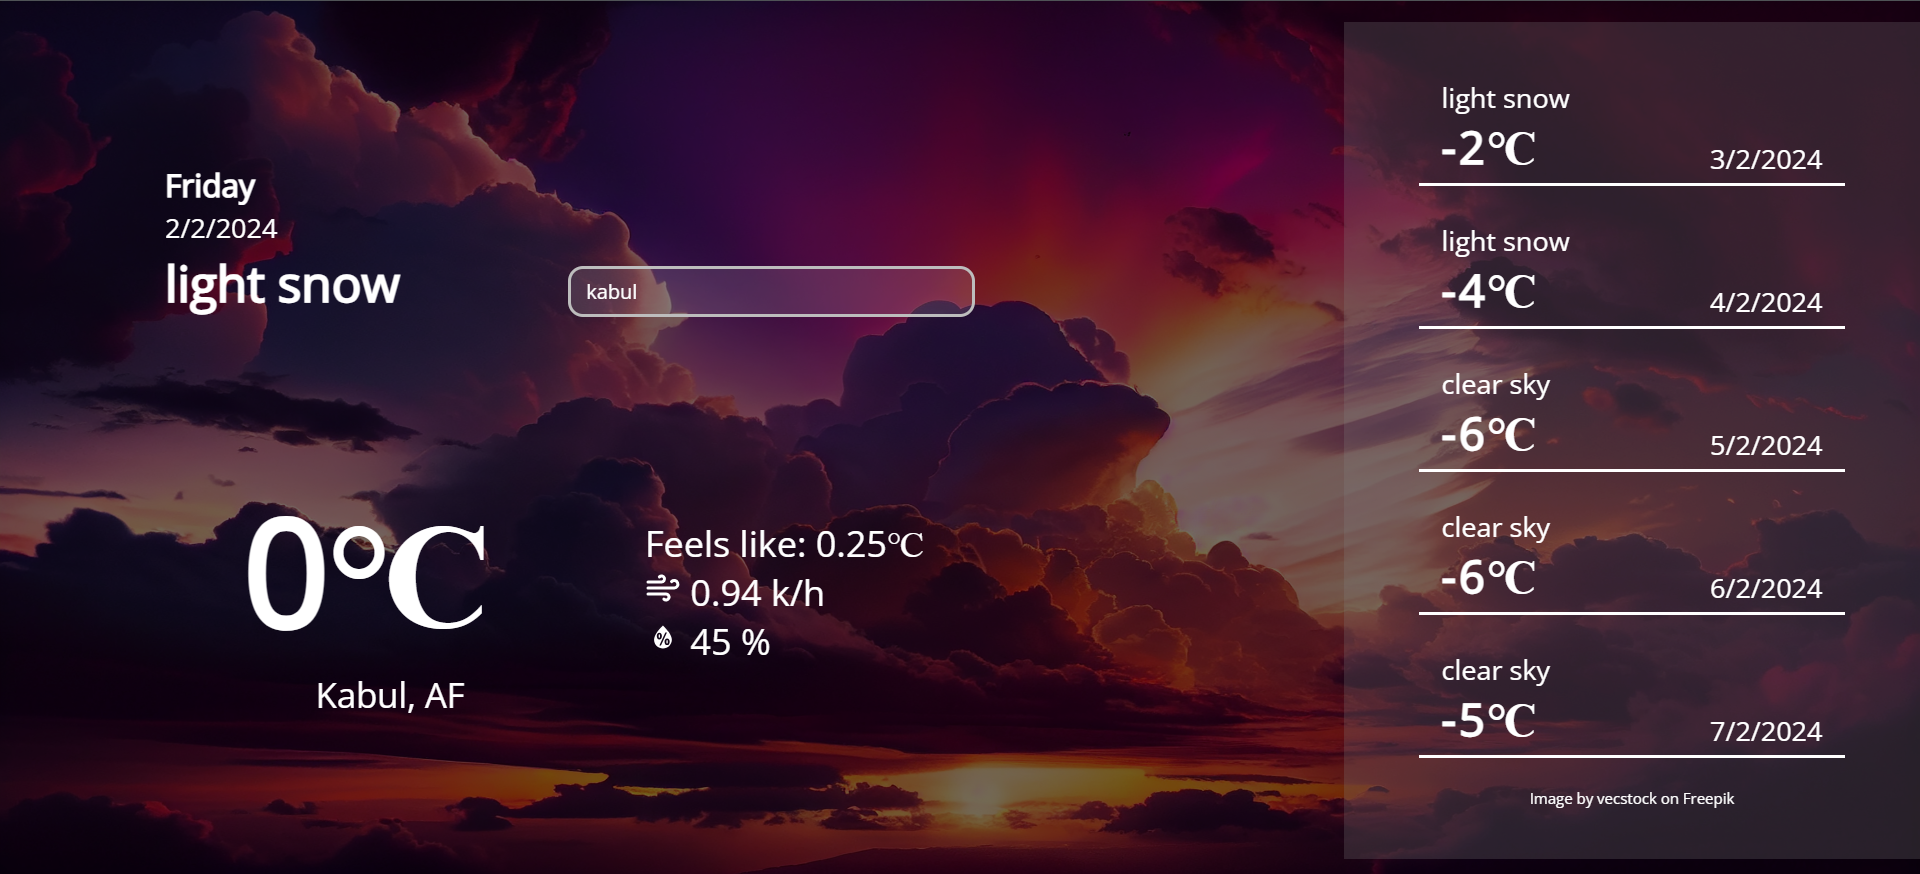 Friday
2/2/2024
light snow
kabul
0℃
Kabul, AF
Feels like: 0.25℃
0.94 k/h
45 %
light snow
-2℃
3/2/2024
light snow
-4℃
4/2/2024
clear sky
-6℃
5/2/2024
clear sky
-6℃
6/2/2024
clear sky
-5℃
7/2/2024
Image by vecstock on Freepik